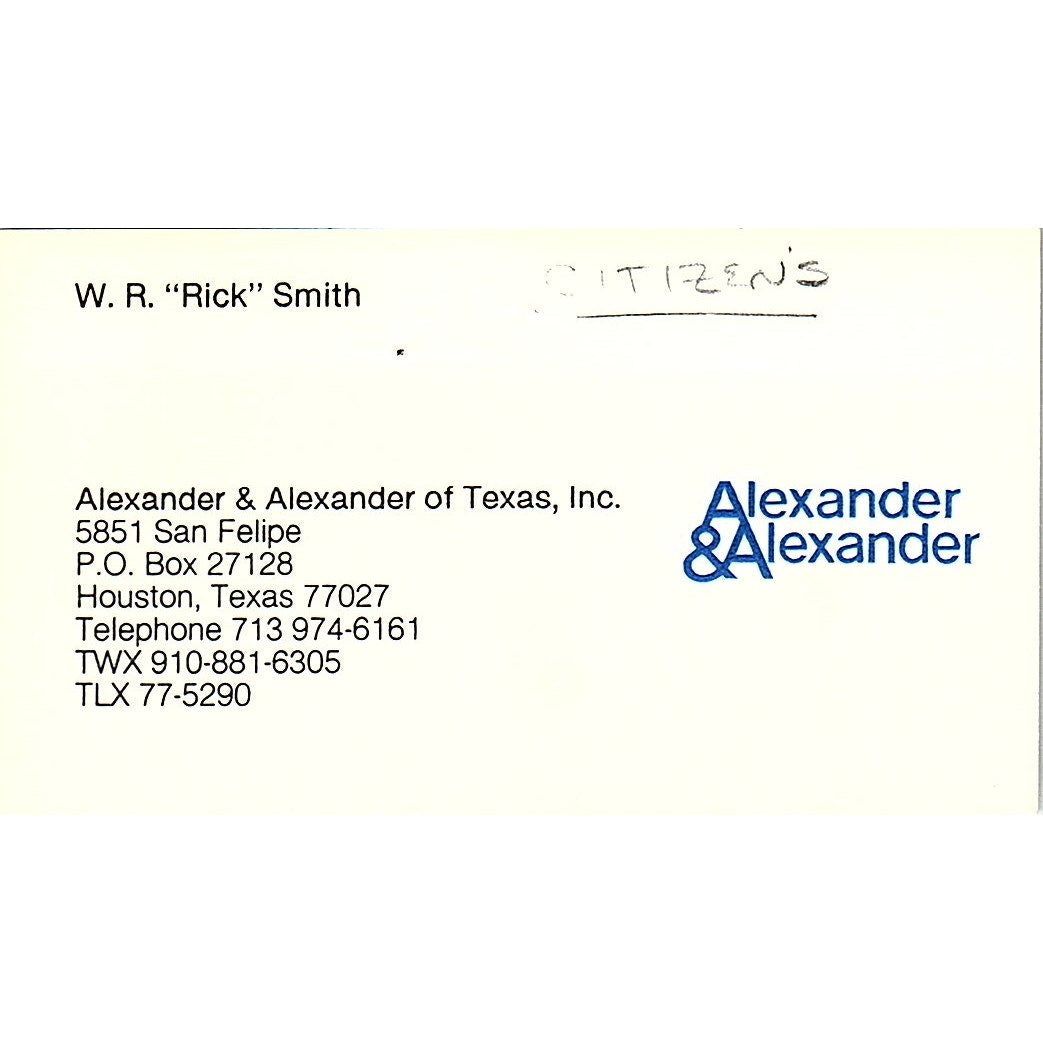 W. R. “Rick” Smith
CITIZEN'S
Alexander & Alexander of Texas, Inc.
5851 San Felipe
P.O. Box 27128
Houston, Texas 77027
Telephone 713 974-6161
TWX 910-881-6305
TLX 77-5290
Alexander
&Alexander